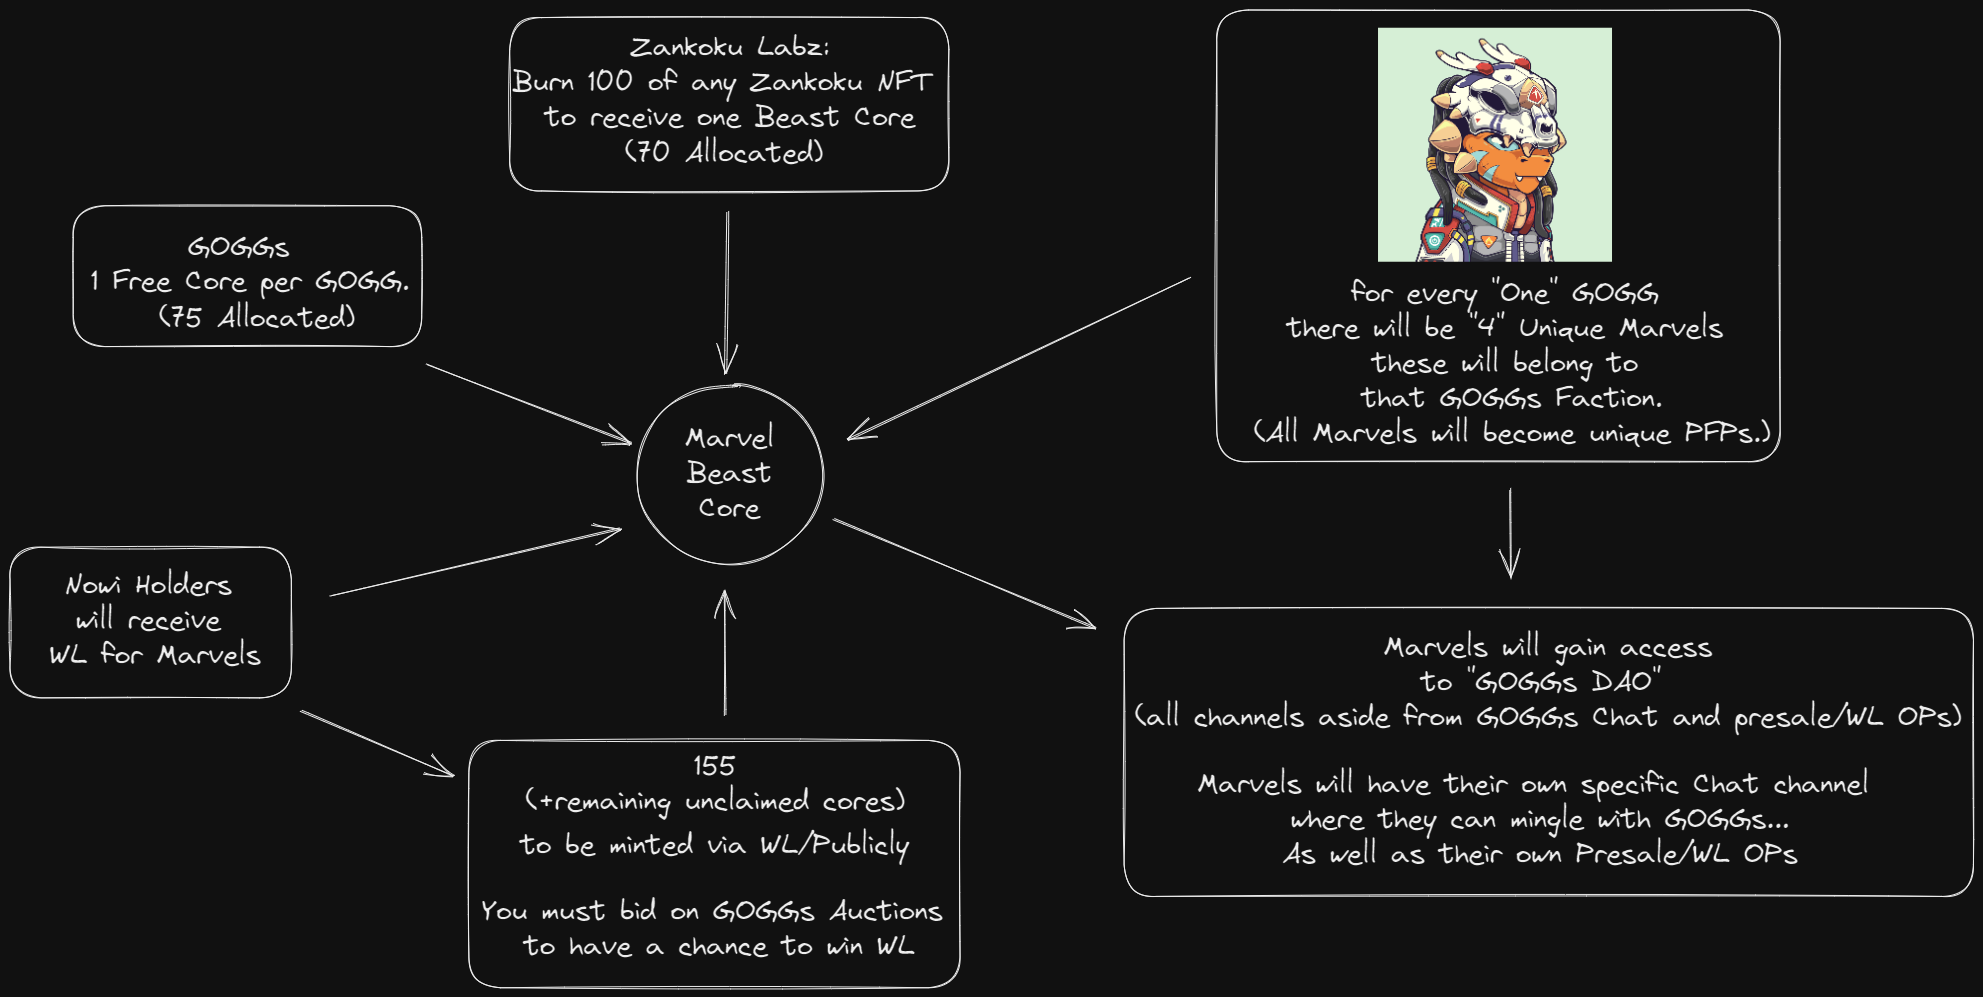 Zankoku Labz:
Burn 100 of any Zankoku NFT
to receive one Beast Core
(70 Allocated)
GOGGs
1 Free Core per GOGG.
(75 Allocated)
for every "One" GOGG
there will be "4" Unique Marvels
these will belong to
that GOGGs Faction.
(All Marvels will become unique PFPs.)
Marvel
Beast
Core
Nowi Holders
will receive
WL for Marvels
155
(+remaining unclaimed cores)
to be minted via WL/Publicly
You must bid on GOGGs Auctions
to have a chance to win WL
Marvels will gain access
to "GOGGs DAO"
(all channels aside from GOGGs Chat and presale/WL OPs)
Marvels will have their own specific Chat channel
where they can mingle with GOGGs...
As well as their own Presale/WL OPs